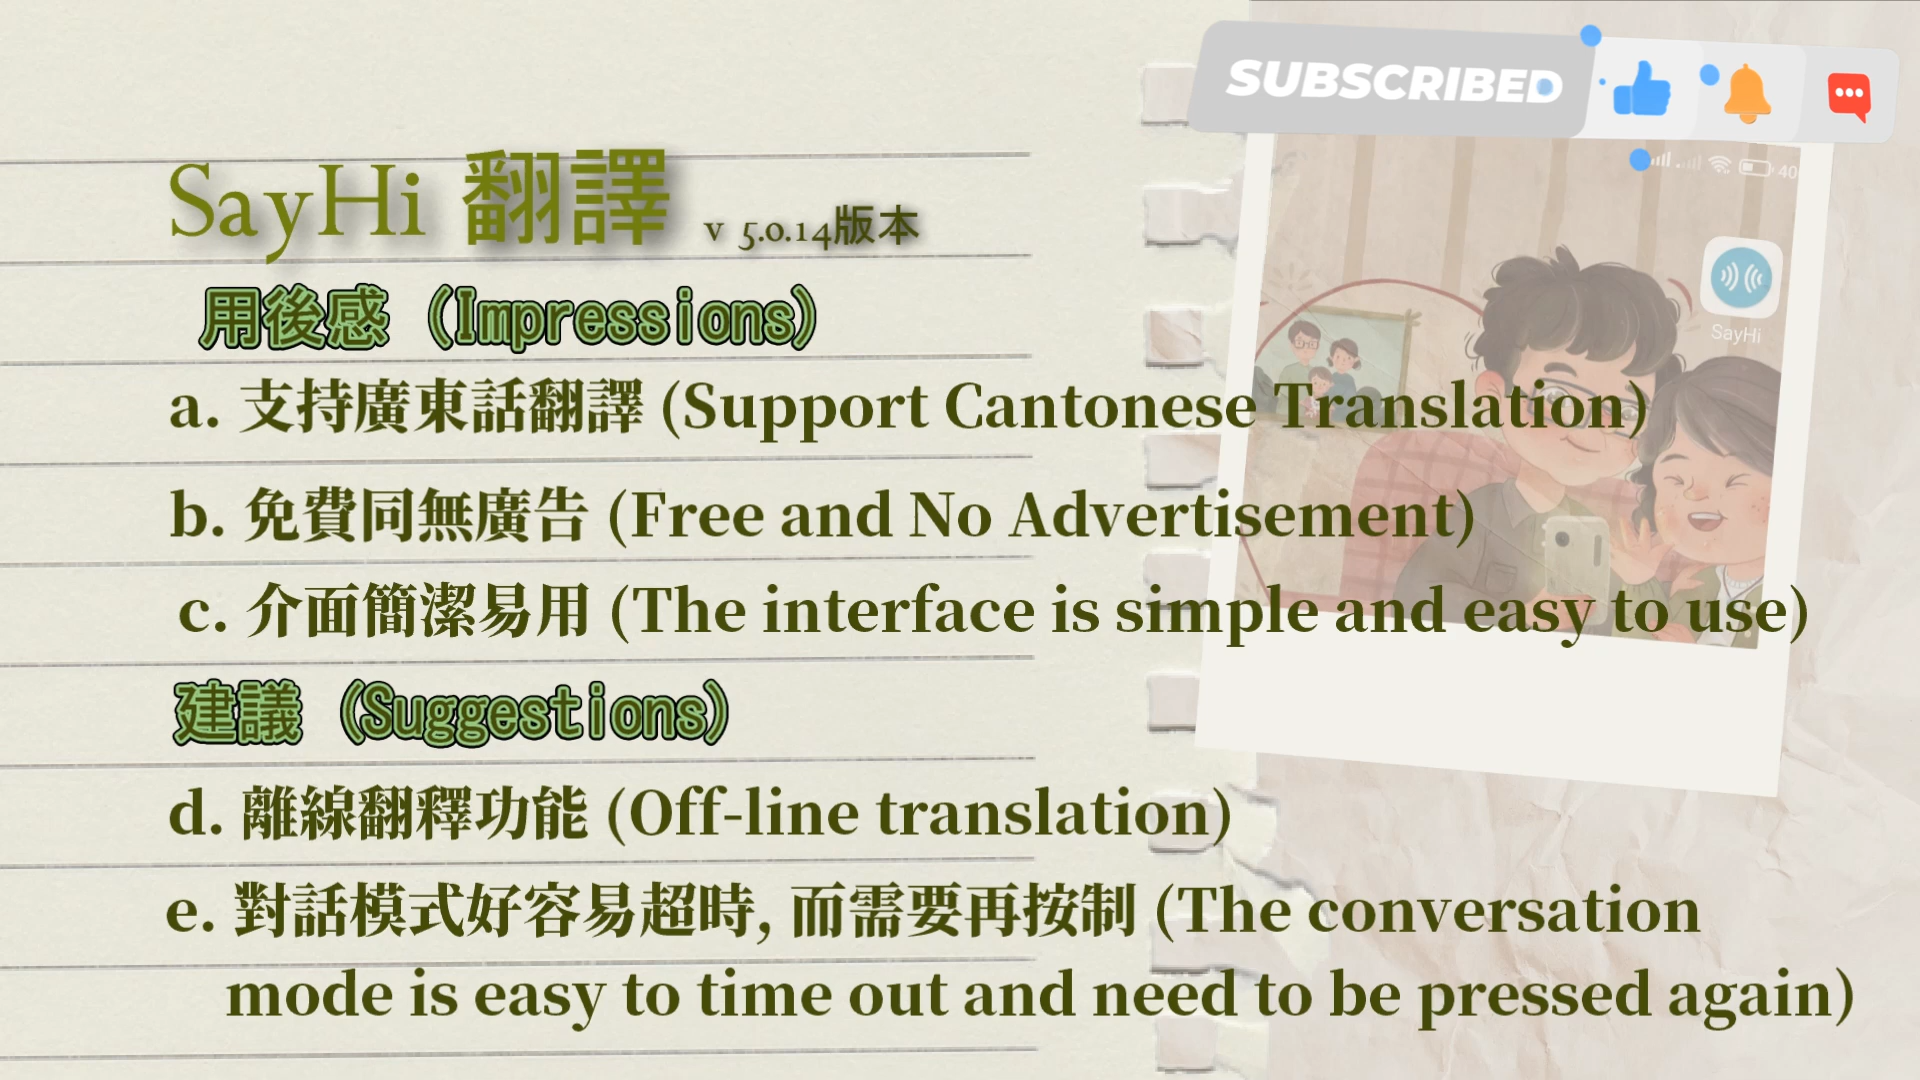 SUBSCRIBED
40
SayHi 翻譯 v 5.0.14版本
SayHi
用後感 (Impressions)
a. 支持廣東話翻譯 (Support Cantonese Translation)
b. 免費同無廣告 (Free and No Advertisement)
c. 介面簡潔易用 (The interface is simple and easy to use)
建議 (Suggestions)
d. 離線翻釋功能 (Off-line translation)
e. 對話模式好容易超時, 而需要再按制 (The conversation
mode is easy to time out and need to be pressed again)